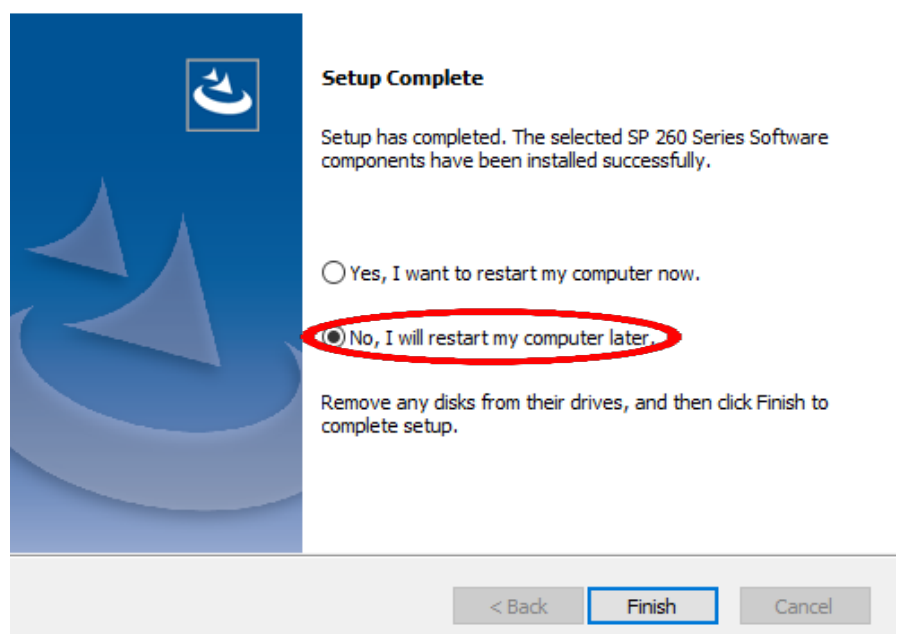 Setup Complete
Setup has completed. The selected SP 260 Series Software
components have been installed successfully.
Yes, I want to restart my computer now.
No, I will restart my computer later.
Remove any disks from their drives, and then click Finish to
complete setup.
< Back Finish Cancel